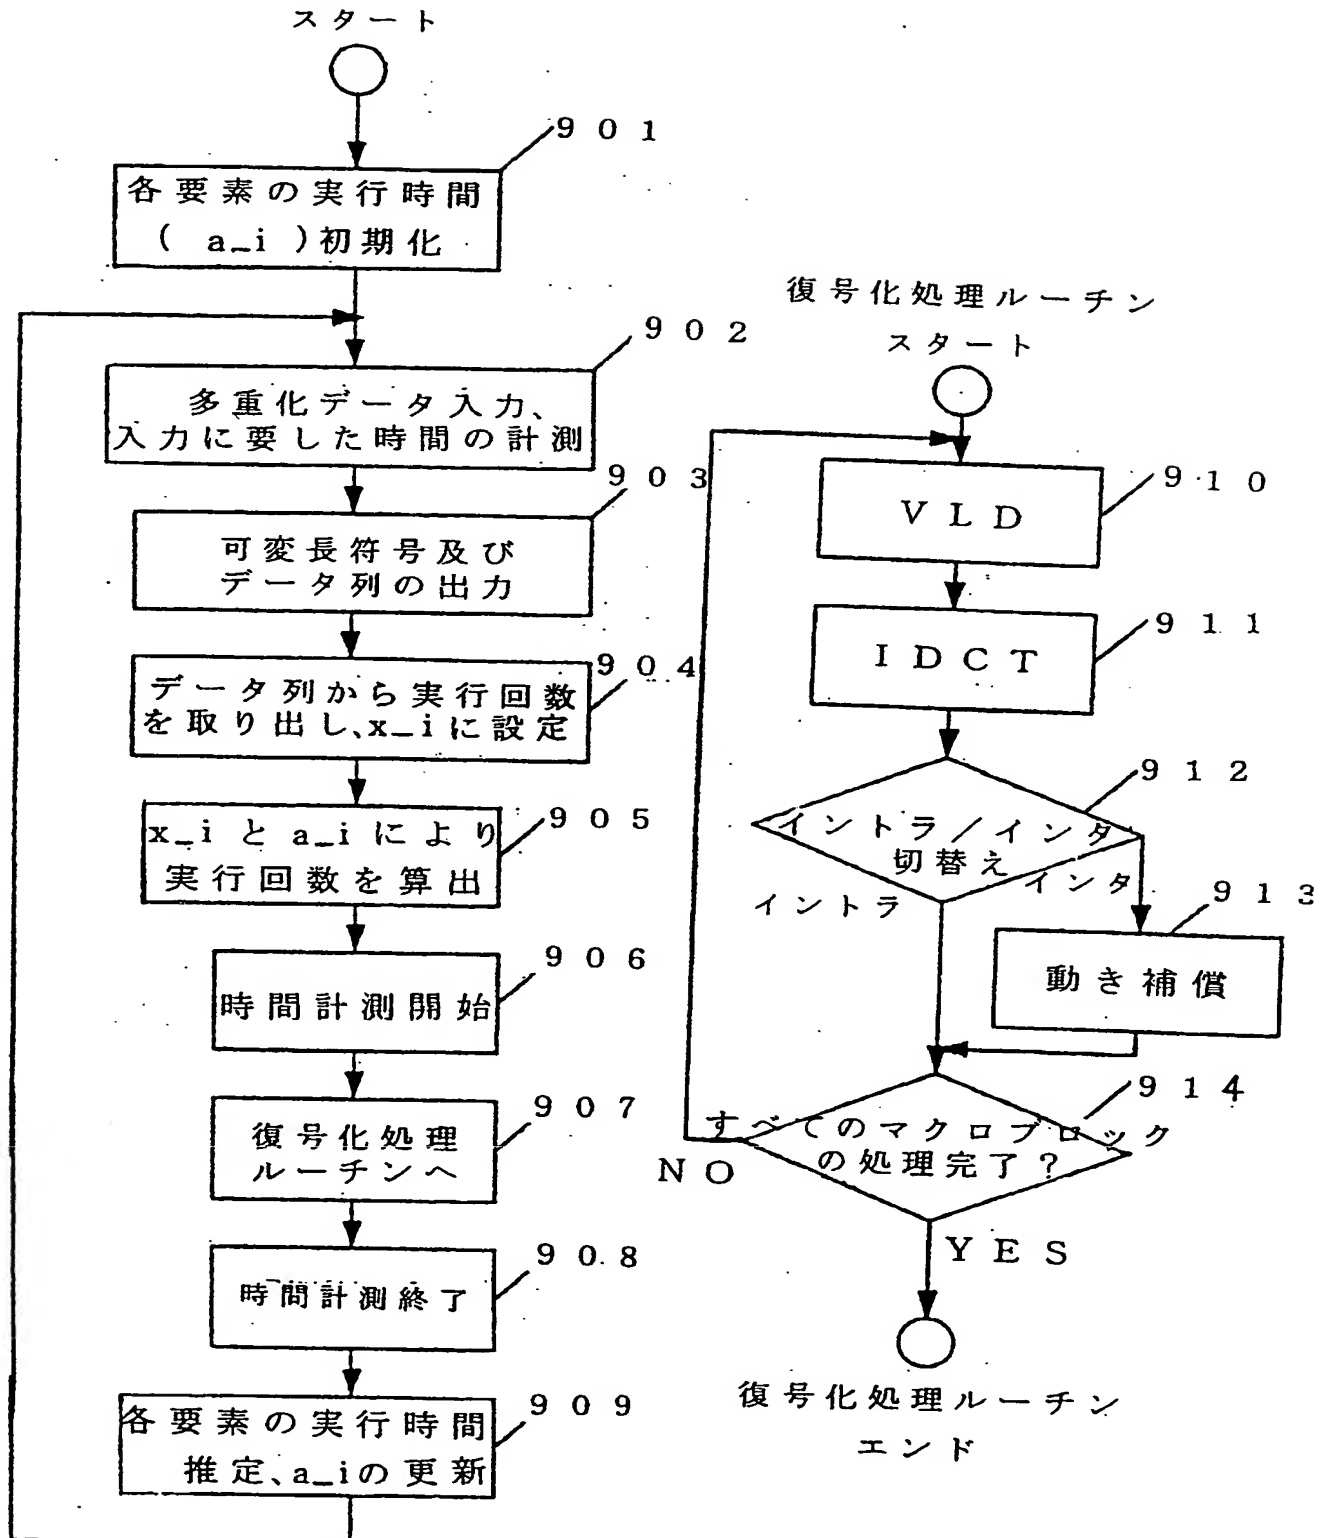 スタート
901
各要素の実行時間
( a_i )初期化
902
多重化データ入力、
入力に要した時間の計測
903
可変長符号及び
データ列の出力
904
データ列から実行回数
を取り出し、x_iに設定
905
x_iとa_iにより
実行回数を算出
906
時間計測開始
907
復号化処理
ルーチンへ
908
時間計測終了
909
各要素の実行時間
推定、a_iの更新
復号化処理ルーチン
スタート
910
VLD
911
IDCT
912
イントラ/インタ
切替え
イントラ
インタ
913
動き補償
914
すべてのマクロブロック
の処理完了?
NO
YES
復号化処理ルーチン
エンド